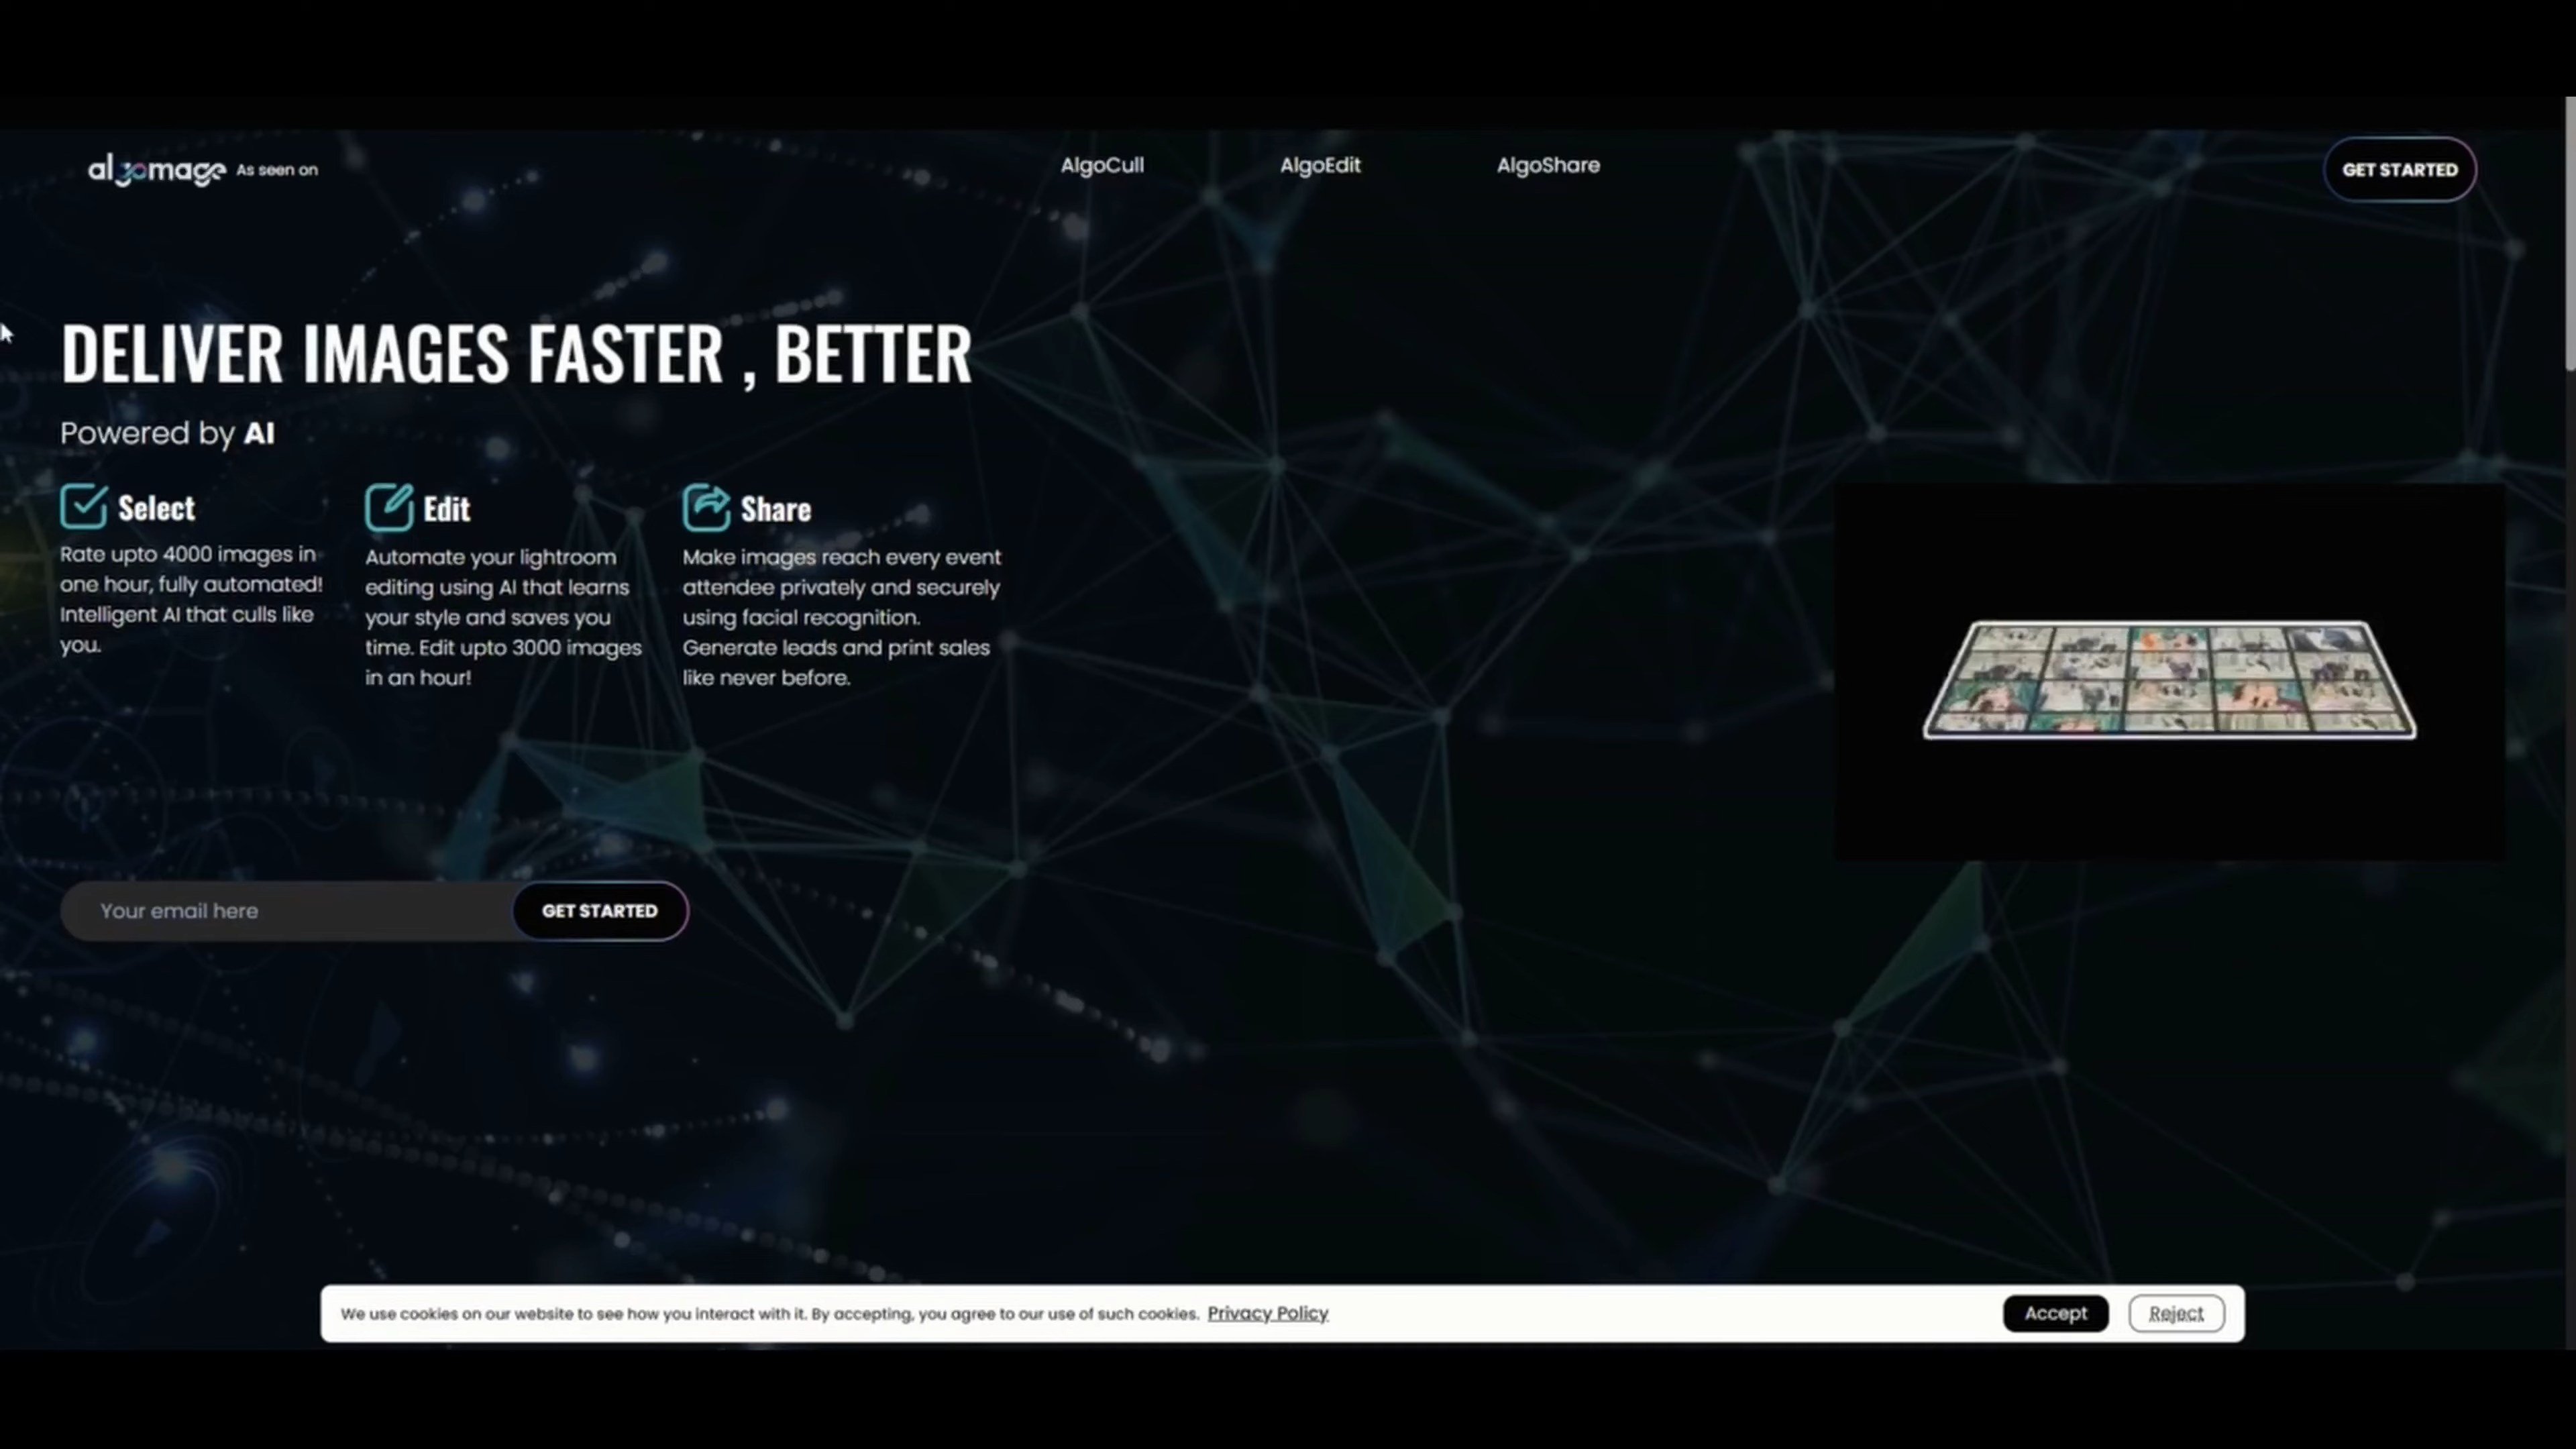 algomage As seen on
AlgoCull
AlgoEdit
AlgoShare
GET STARTED
DELIVER IMAGES FASTER , BETTER
Powered by AI
Select
Rate upto 4000 images in
one hour, fully automated!
Intelligent AI that culls like
you.
Edit
Automate your lightroom
editing using AI that learns
your style and saves you
time. Edit upto 3000 images
in an hour!
Share
Make images reach every event
attendee privately and securely
using facial recognition.
Generate leads and print sales
like never before.
Your email here
GET STARTED
We use cookies on our website to see how you interact with it. By accepting, you agree to our use of such cookies. Privacy Policy
Accept
Reject